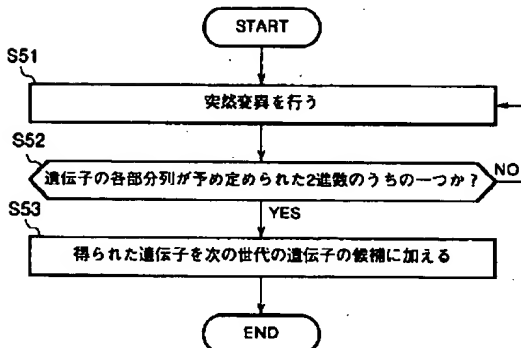 START
S51
突然変異を行う
S52
遺伝子の各部分列が予め定められた2進数のうちの一つか?
NO
YES
S53
得られた遺伝子を次の世代の遺伝子の候補に加える
END